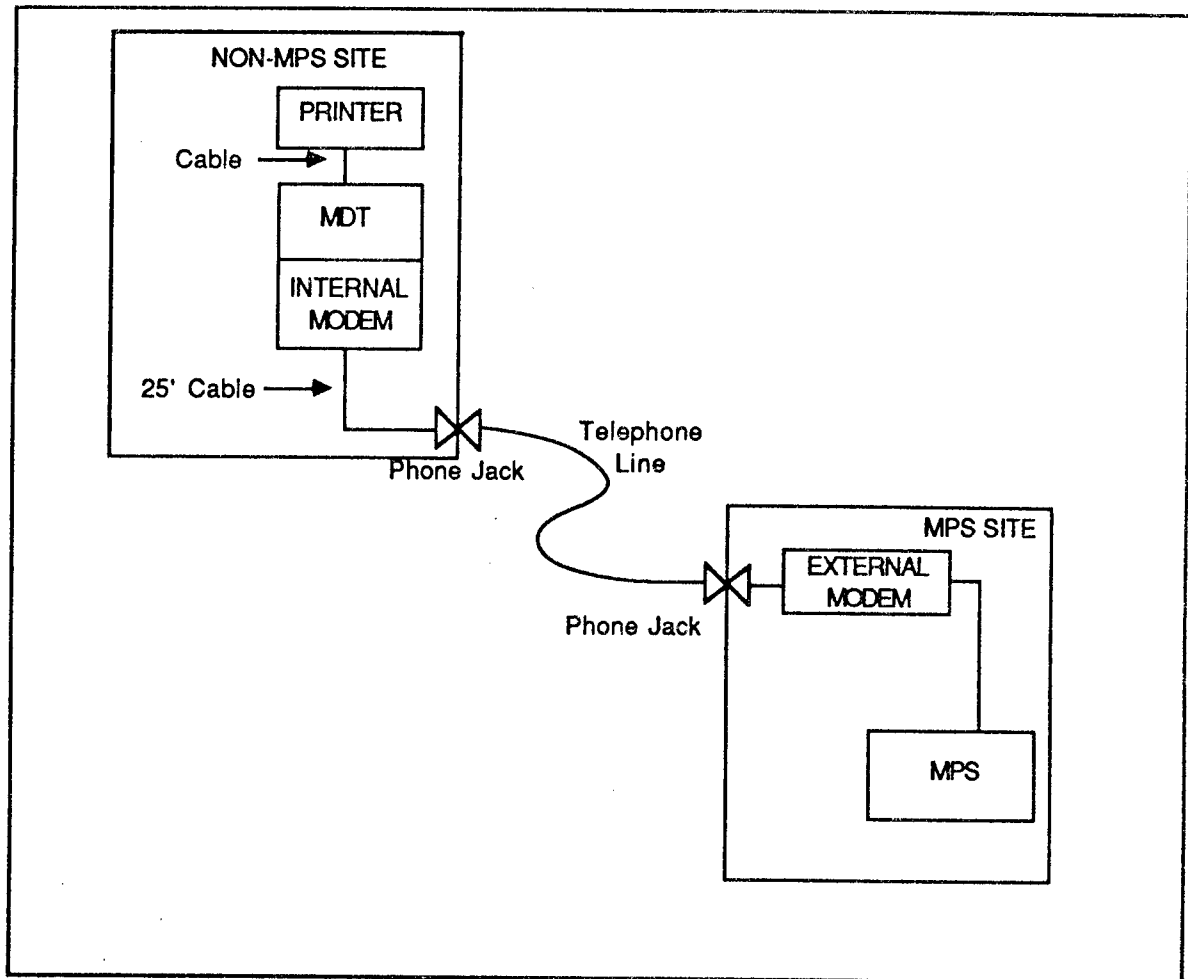 NON-MPS SITE
PRINTER
Cable
MDT
INTERNAL
MODEM
25' Cable
Phone Jack
Telephone
Line
MPS SITE
EXTERNAL
MODEM
Phone Jack
MPS